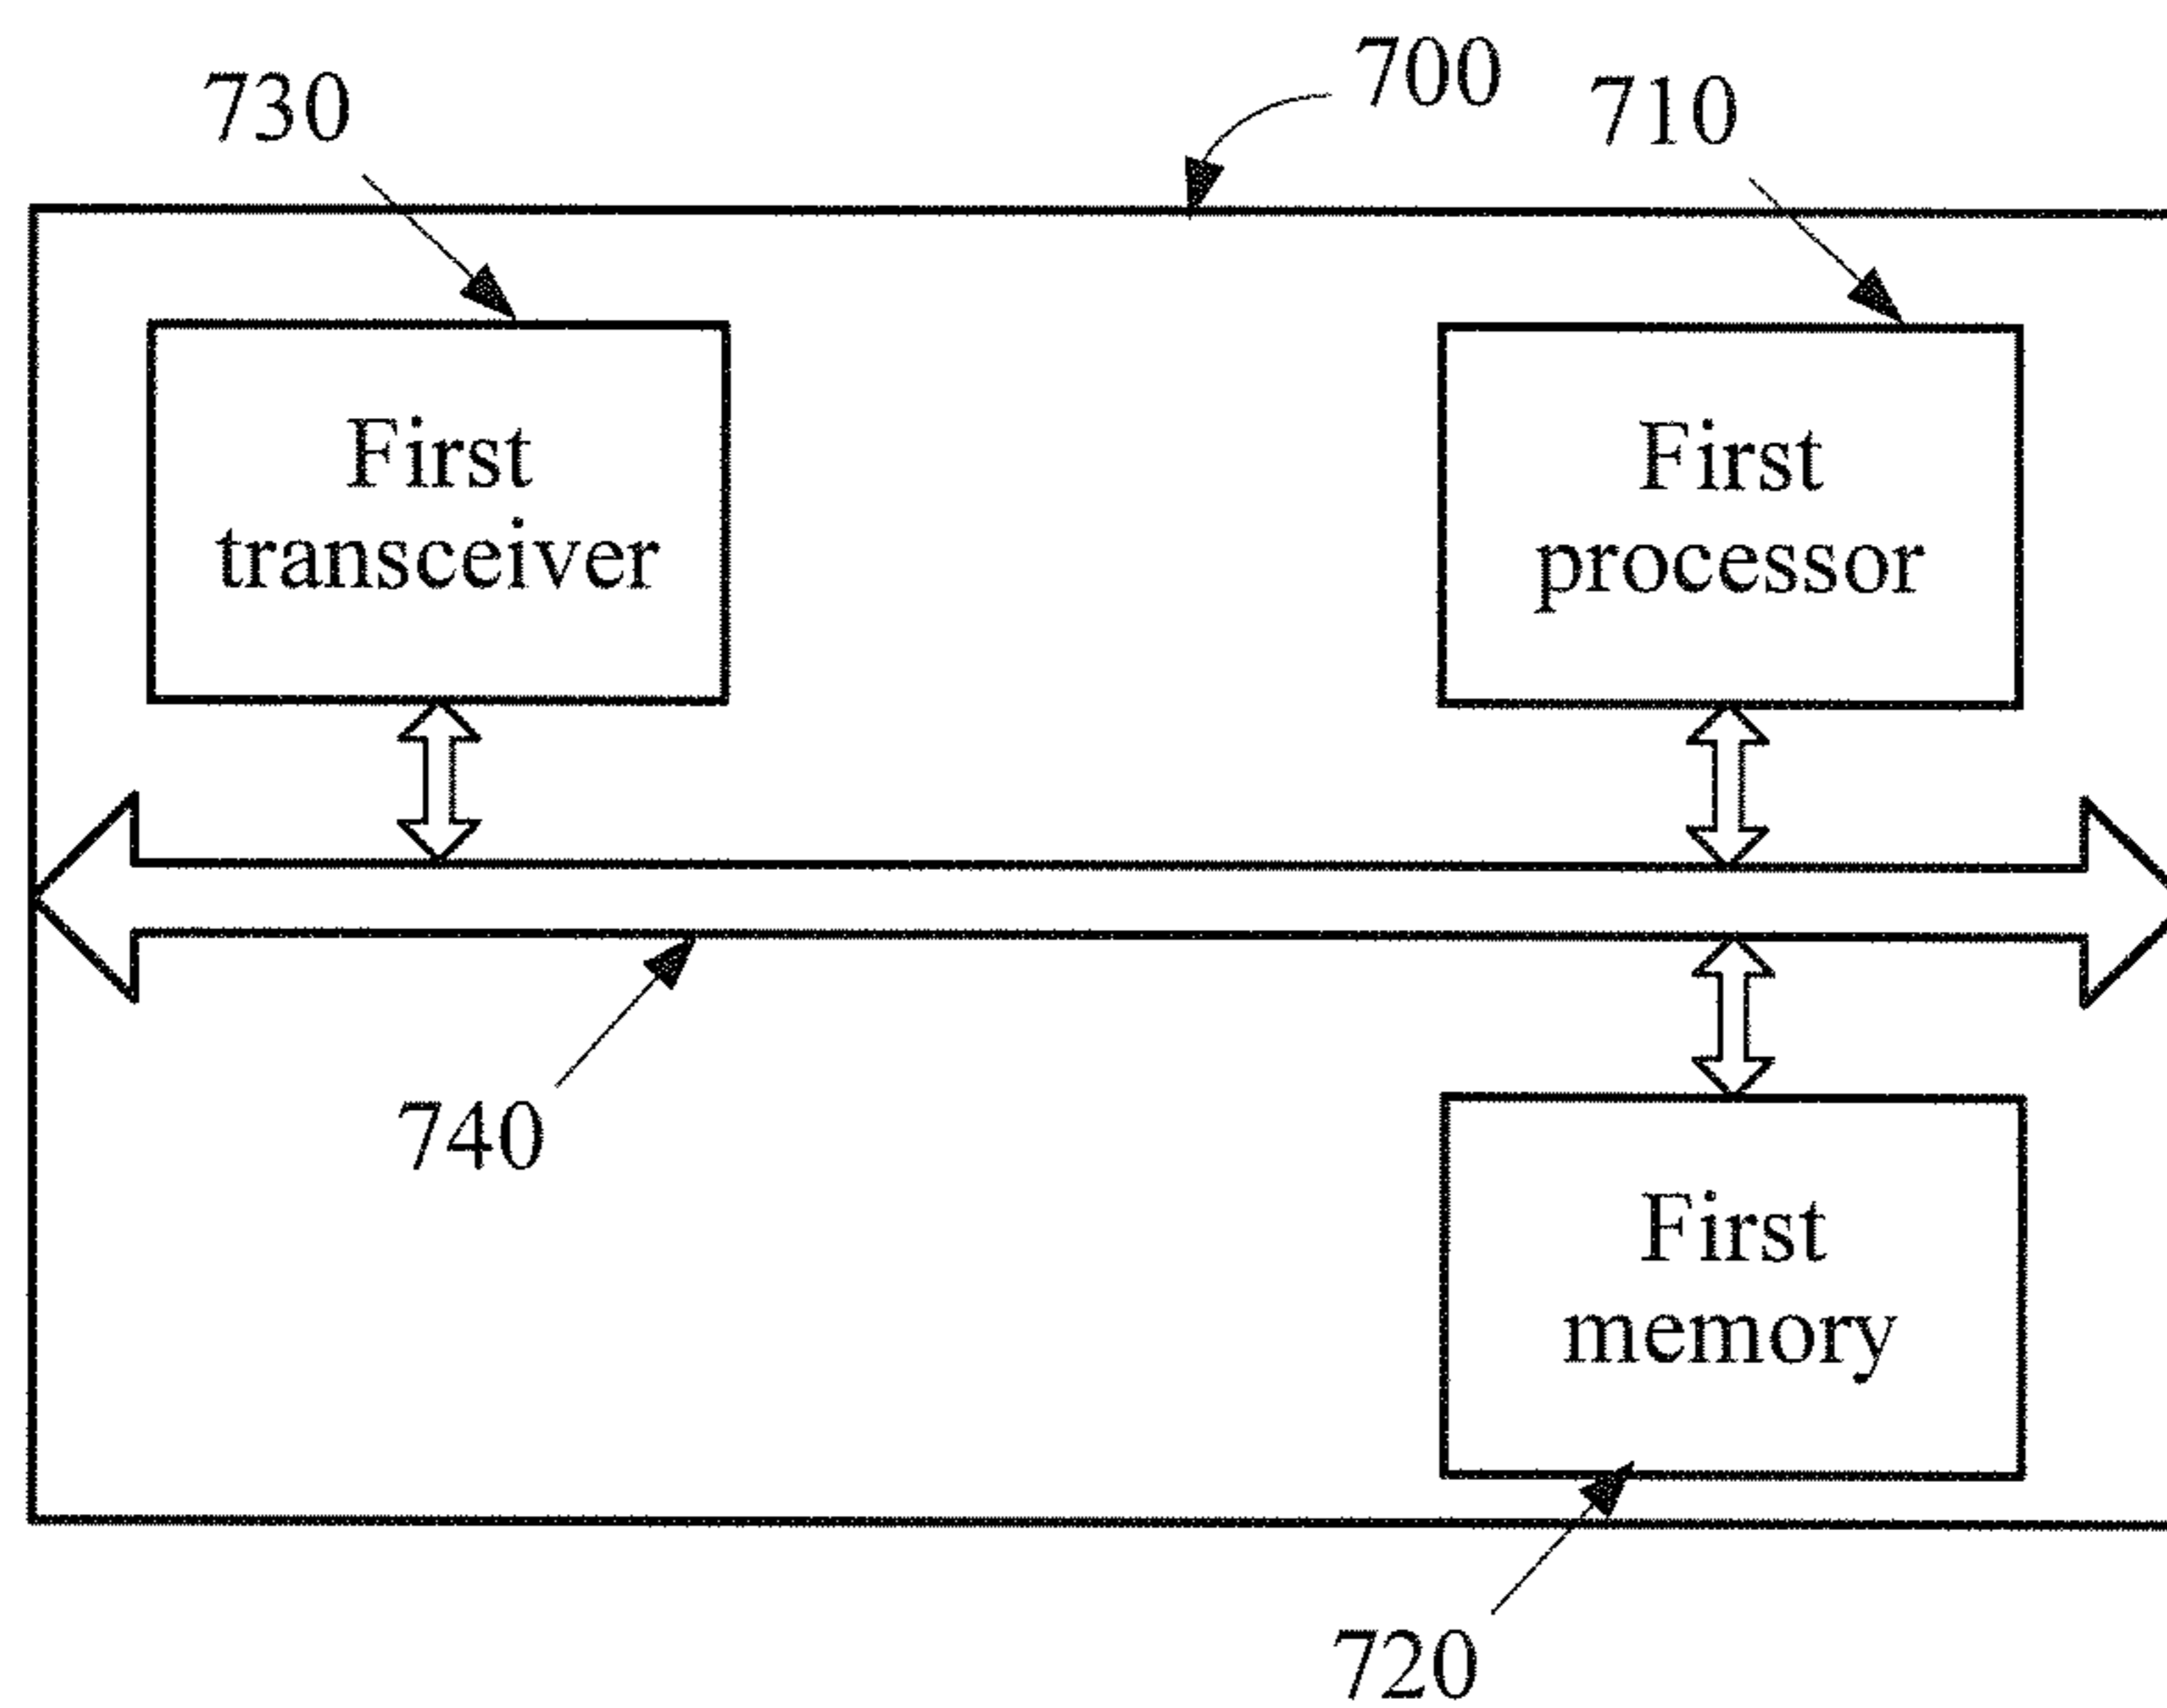 700
730
710
First
transceiver
First
processor
740
First
memory
720